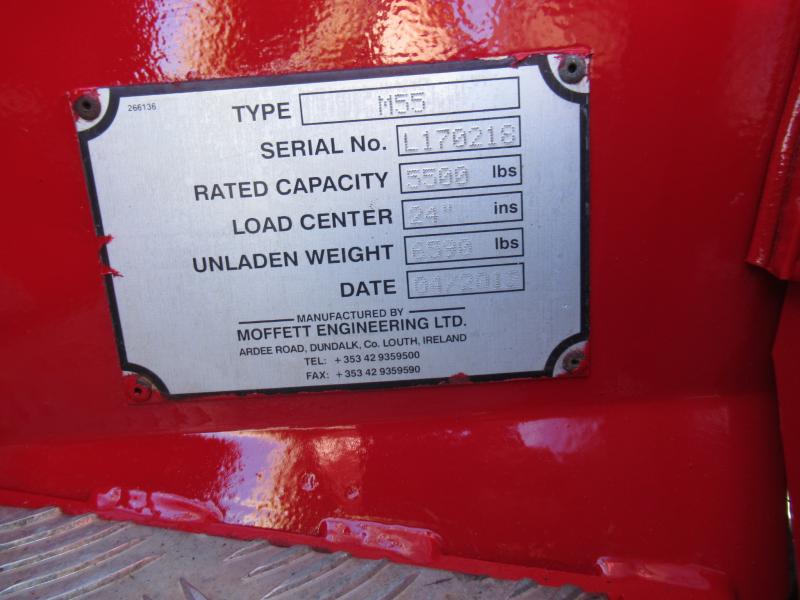 266136
TYPE M55
SERIAL No. L170218
RATED CAPACITY 5500 lbs
LOAD CENTER 24" ins
UNLADEN WEIGHT 6590 lbs
DATE
MANUFACTURED BY
MOFFETT ENGINEERING LTD.
ARDEE ROAD, DUNDALK, Co. LOUTH, IRELAND
TEL: +353 42 9359500
FAX: +353 42 9359590